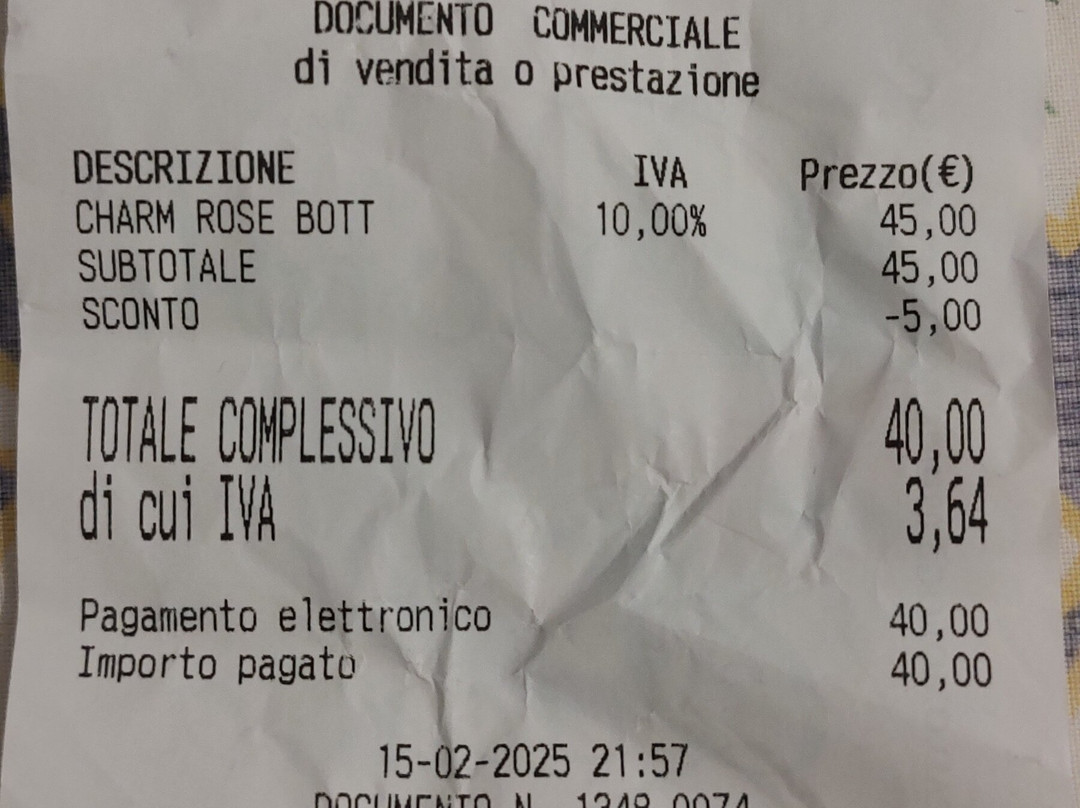 DOCUMENTO COMMERCIALE
di vendita o prestazione
DESCRIZIONE IVA Prezzo(€)
CHARM ROSE BOTT 10,00% 45,00
SUBTOTALE 45,00
SCONTO -5,00
TOTALE COMPLESSIVO 40,00
di cui IVA 3,64
Pagamento elettronico 40,00
Importo pagato 40,00
15-02-2025 21:57
DOCUMENTO N.